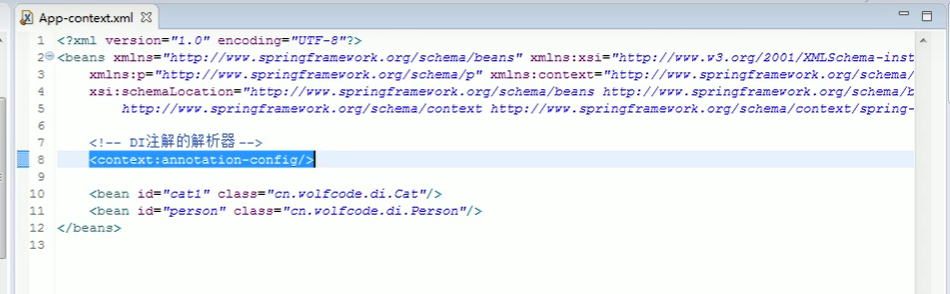 App-context.xml
1 <?xml version="1.0" encoding="UTF-8"?>
2 <beans xmlns="http://www.springframework.org/schema/beans" xmlns:xsi="http://www.w3.org/2001/XMLSchema-inst
3 xmlns:p="http://www.springframework.org/schema/p" xmlns:context="http://www.springframework.org/schema/
4 xsi:schemaLocation="http://www.springframework.org/schema/beans http://www.springframework.org/schema/b
5 http://www.springframework.org/schema/context http://www.springframework.org/schema/context/spring-
6
7 <!-- DI注解的解析器 -->
8 <context:annotation-config/>
9
10 <bean id="cat1" class="cn.wolfcode.di.Cat"/>
11 <bean id="person" class="cn.wolfcode.di.Person"/>
12 </beans>
13